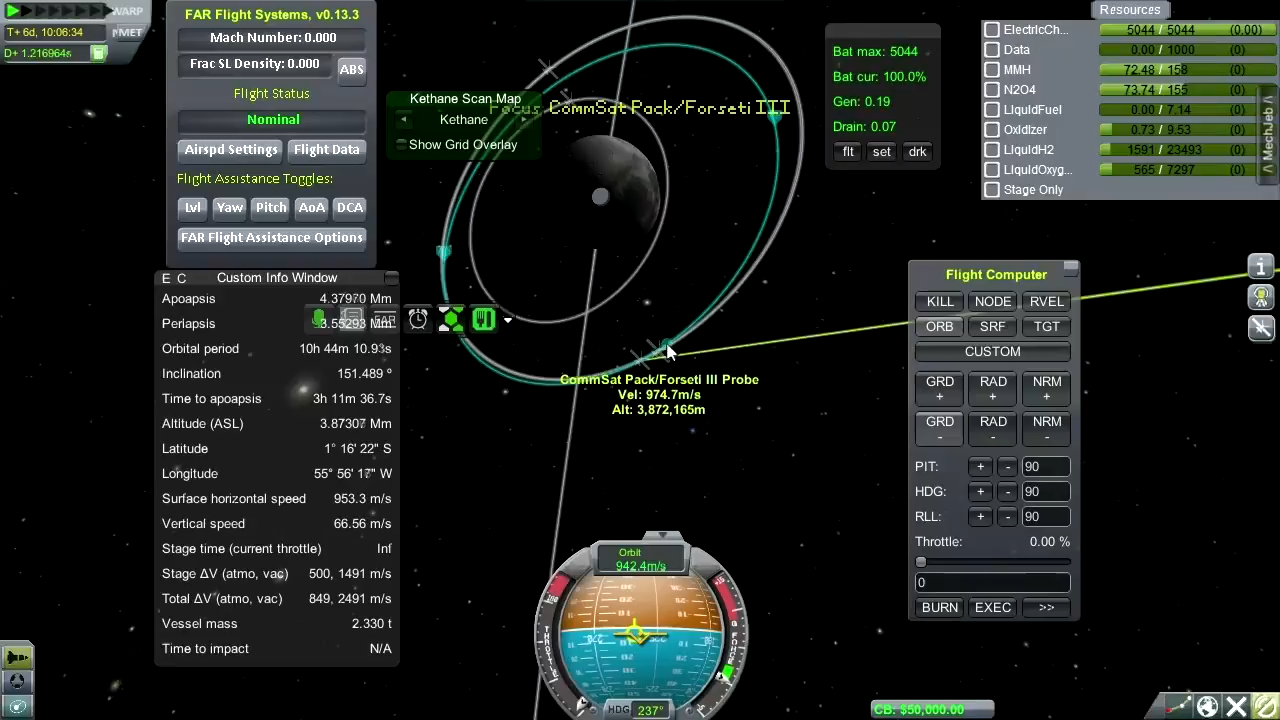 WARP
T+ 6d, 10:06:34
MET
D+ 1.216964s
FAR Flight Systems, v0.13.3
Mach Number: 0.000
Frac SL Density: 0.000
ABS
Flight Status
Nominal
Airspd Settings
Flight Data
Flight Assistance Toggles:
Lvl
Yaw
Pitch
AoA
DCA
FAR Flight Assistance Options
Kethane Scan Map
Kethane
Show Grid Overlay
Focus CommSat Pack/Forseti III
Bat max: 5044
Bat cur: 100.0%
Gen: 0.19
Drain: 0.07
flt
set
drk
Resources
ElectricCh... 5044 / 5044 (0.00)
Data 0.00 / 1000 (0)
MMH 72.48 / 158 (0)
N2O4 73.74 / 155 (0)
LiquidFuel 0.00 / 7.14 (0)
Oxidizer 0.73 / 9.53 (0)
LiquidH2 1591 / 23493 (0)
LiquidOxyg... 565 / 7297 (0)
Stage Only
MechJeb
E C Custom Info Window
Apoapsis 4.37970 Mm
Periapsis 3.55293 Mm
Orbital period 10h 44m 10.93s
Inclination 151.489 º
Time to apoapsis 3h 11m 36.7s
Altitude (ASL) 3.87307 Mm
Latitude 1° 16' 22" S
Longitude 55° 56' 17" W
Surface horizontal speed 953.3 m/s
Vertical speed 66.56 m/s
Stage time (current throttle) Inf
Stage ΔV (atmo, vac) 500, 1491 m/s
Total ΔV (atmo, vac) 849, 2491 m/s
Vessel mass 2.330 t
N/A
CommSat Pack/Forseti III Probe
Vel: 974.7m/s
Alt: 3,872,165m
Flight Computer
KILL
NODE
RVEL
ORB
SRF
TGT
CUSTOM
GRD +
RAD +
NRM +
GRD -
RAD -
NRM -
PIT: + - 90
HDG: + - 90
RLL: + - 90
Throttle: 0.00 %
0
BURN
EXEC
>>
Orbit
942.4m/s
HDG 237°
CB: $50,000.00